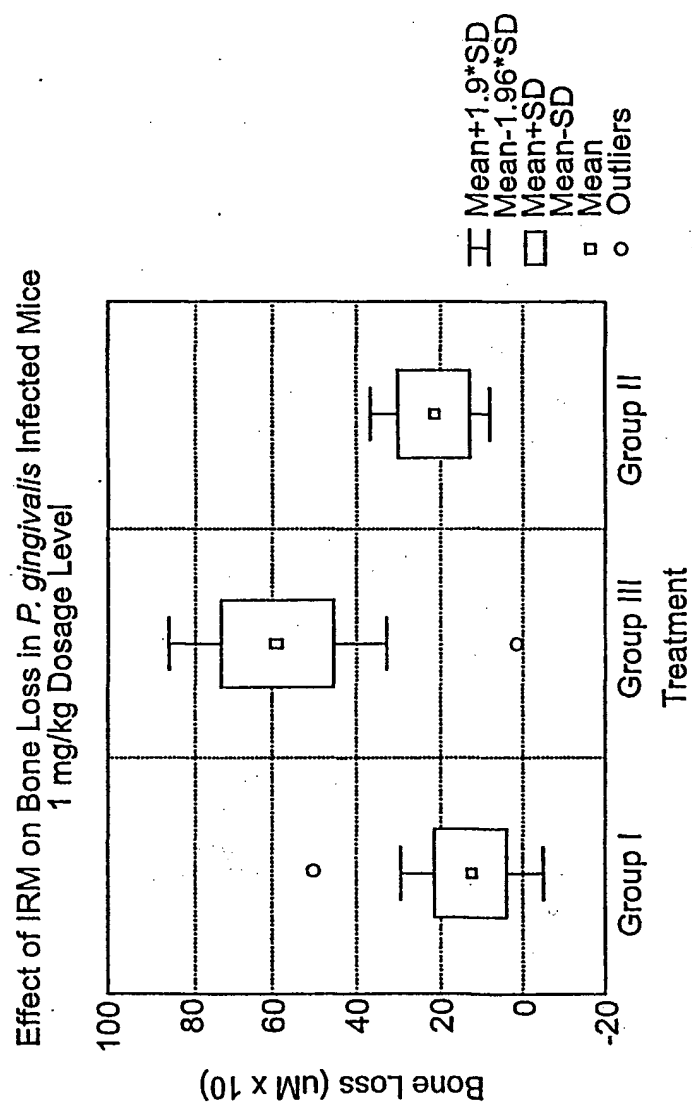 Effect of IRM on Bone Loss in P. gingivalis Infected Mice
1 mg/kg Dosage Level
Bone Loss (uM x 10)
100
80
60
40
20
0
-20
Group I
Group III
Group II
Treatment
Mean+1.9*SD
Mean-1.96*SD
Mean+SD
Mean-SD
Mean
Outliers